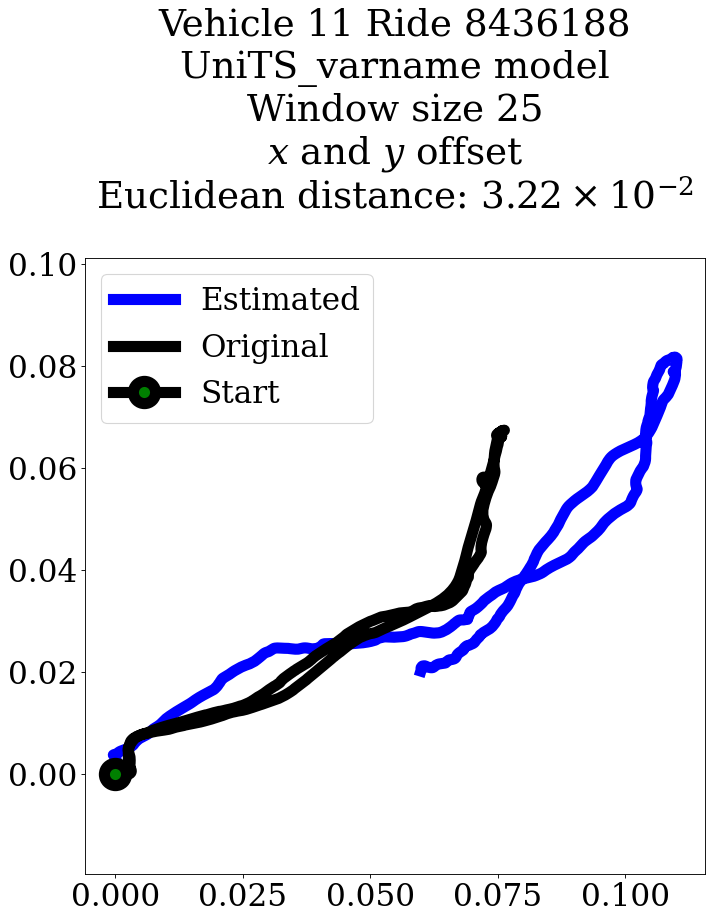 Vehicle 11 Ride 8436188
UniTS_varname model
Window size 25
x and y offset
Euclidean distance: 3.22 × 10⁻²
0.10
Estimated
Original
Start
0.08
0.06
0.04
0.02
0.00
0.000 0.025 0.050 0.075 0.100